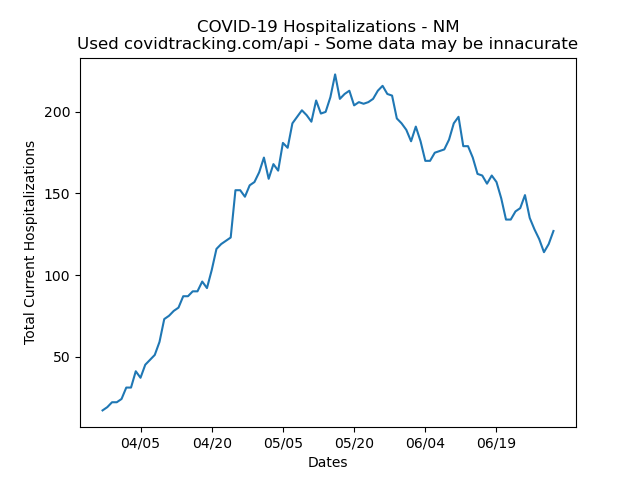 COVID-19 Hospitalizations - NM
Used covidtracking.com/api - Some data may be innacurate
200
150
100
50
Total Current Hospitalizations
04/05 04/20 05/05 05/20 06/04 06/19
Dates